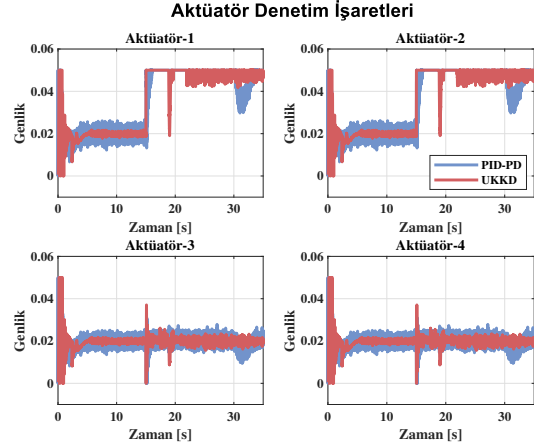 Aktüatör Denetim İşaretleri
Aktüatör-1
Genlik
0.06
0.04
0.02
0
0 10 20 30
Zaman [s]
Aktüatör-2
Genlik
0.06
0.04
0.02
0
PID-PD
UKKD
0 10 20 30
Zaman [s]
Aktüatör-3
Genlik
0.06
0.04
0.02
0
0 10 20 30
Zaman [s]
Aktüatör-4
Genlik
0.06
0.04
0.02
0
0 10 20 30
Zaman [s]